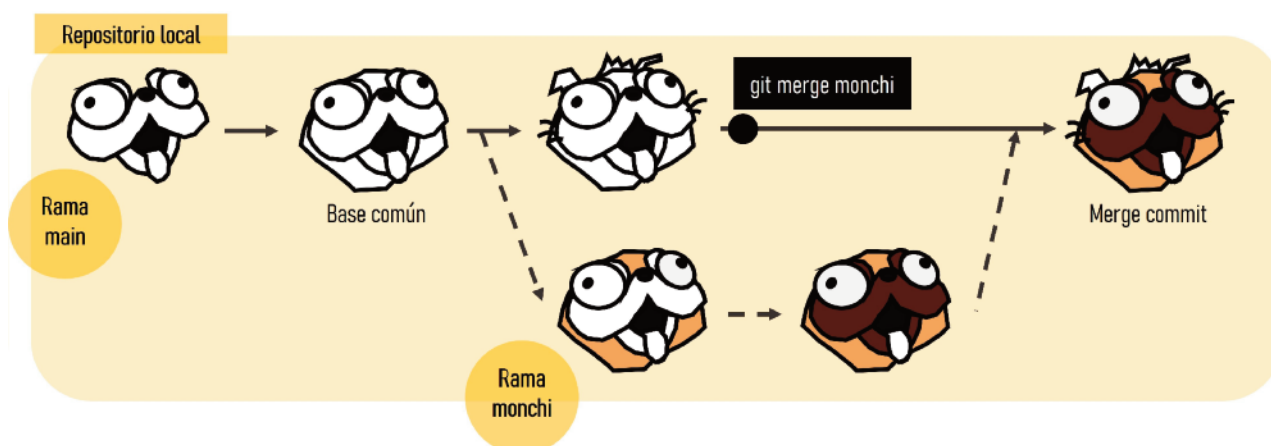 Repositorio local
git merge monchi
Rama
main
Base común
Merge commit
Rama
monchi